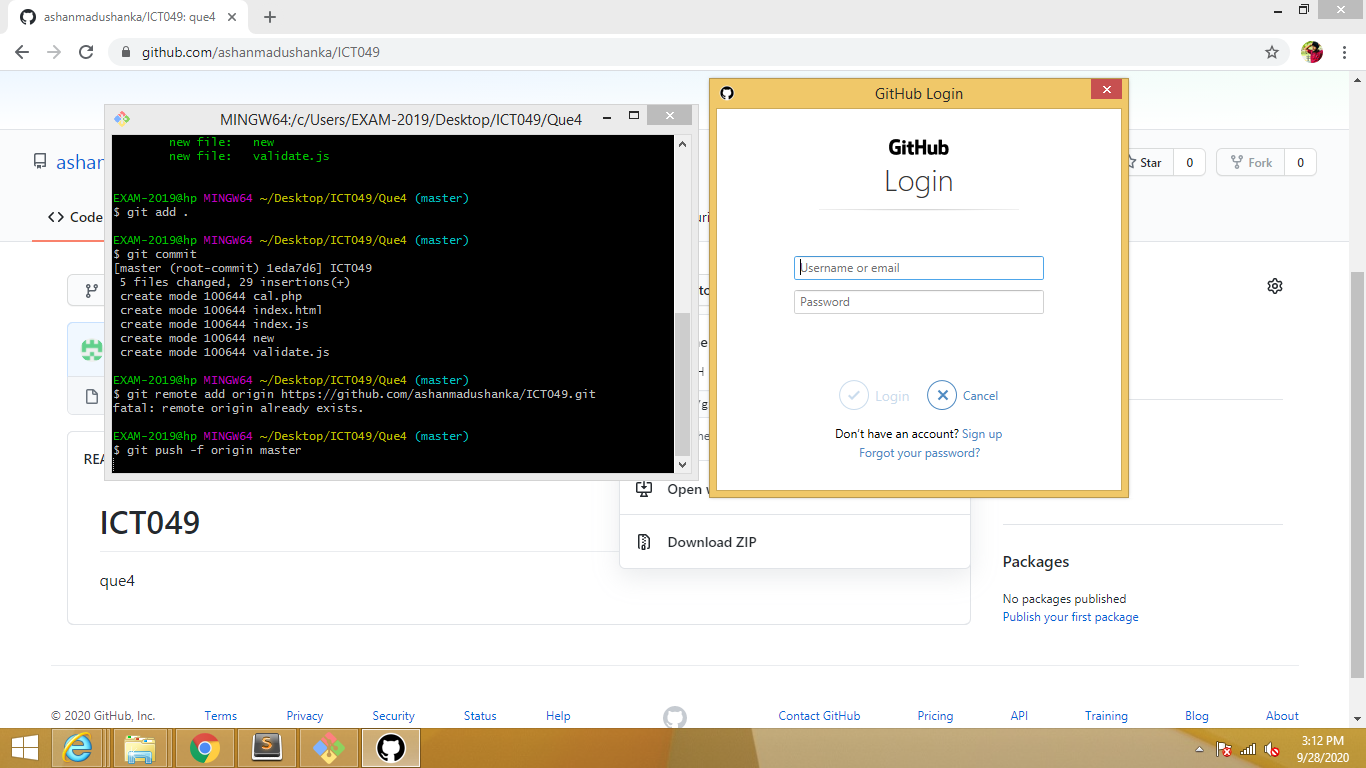 ashanmadushanka/ICT049: que4
github.com/ashanmadushanka/ICT049
ashan
Star 0
Fork 0
Code
MINGW64:/c/Users/EXAM-2019/Desktop/ICT049/Que4
new file: new
new file: validate.js
EXAM-2019@hp MINGW64 ~/Desktop/ICT049/Que4 (master)
$ git add .
EXAM-2019@hp MINGW64 ~/Desktop/ICT049/Que4 (master)
$ git commit
[master (root-commit) 1eda7d6] ICT049
5 files changed, 29 insertions(+)
create mode 100644 cal.php
create mode 100644 index.html
create mode 100644 index.js
create mode 100644 new
create mode 100644 validate.js
EXAM-2019@hp MINGW64 ~/Desktop/ICT049/Que4 (master)
$ git remote add origin https://github.com/ashanmadushanka/ICT049.git
fatal: remote origin already exists.
EXAM-2019@hp MINGW64 ~/Desktop/ICT049/Que4 (master)
$ git push -f origin master
GitHub Login
GitHub
Login
Username or email
Password
Login
Cancel
Don't have an account? Sign up
Forgot your password?
REA
Open
Download ZIP
ICT049
que4
Packages
No packages published
Publish your first package
© 2020 GitHub, Inc.
Terms
Privacy
Security
Status
Help
Contact GitHub
Pricing
API
Training
Blog
About
3:12 PM
9/28/2020